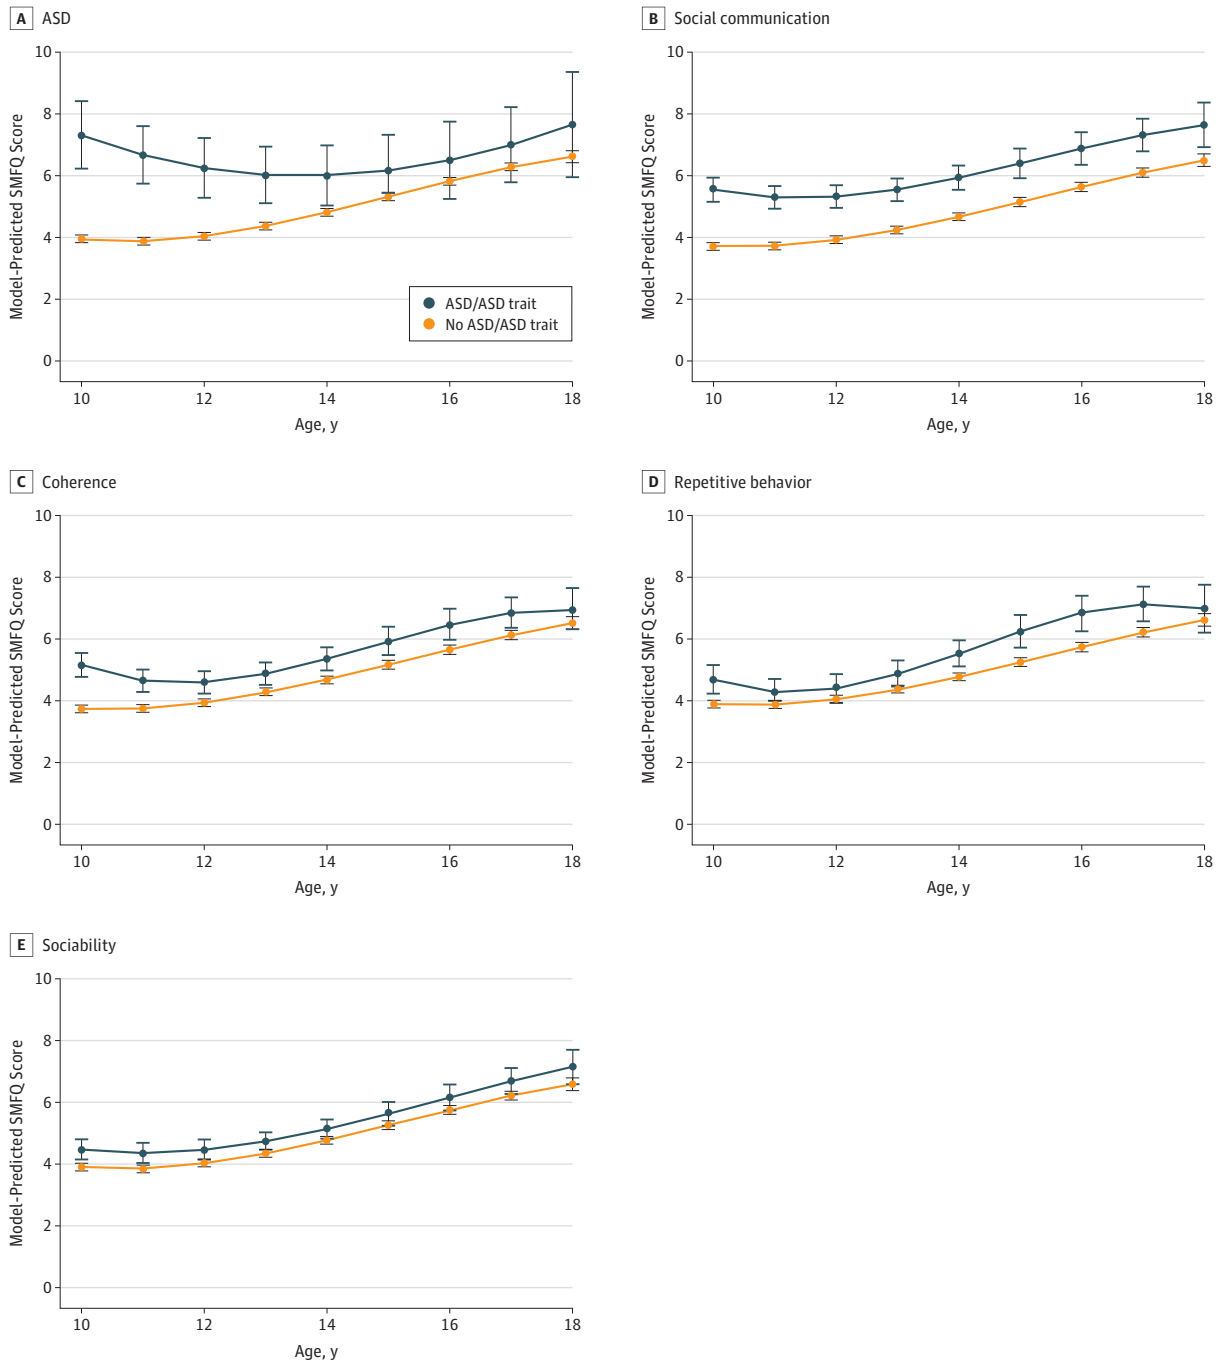 A ASD
Model-Predicted SMFQ Score
10
8
6
4
2
0
ASD/ASD trait
No ASD/ASD trait
10 12 14 16 18
Age, y
B Social communication
Model-Predicted SMFQ Score
10
8
6
4
2
0
10 12 14 16 18
Age, y
C Coherence
Model-Predicted SMFQ Score
10
8
6
4
2
0
10 12 14 16 18
Age, y
D Repetitive behavior
Model-Predicted SMFQ Score
10
8
6
4
2
0
10 12 14 16 18
Age, y
E Sociability
Model-Predicted SMFQ Score
10
8
6
4
2
0
10 12 14 16 18
Age, y